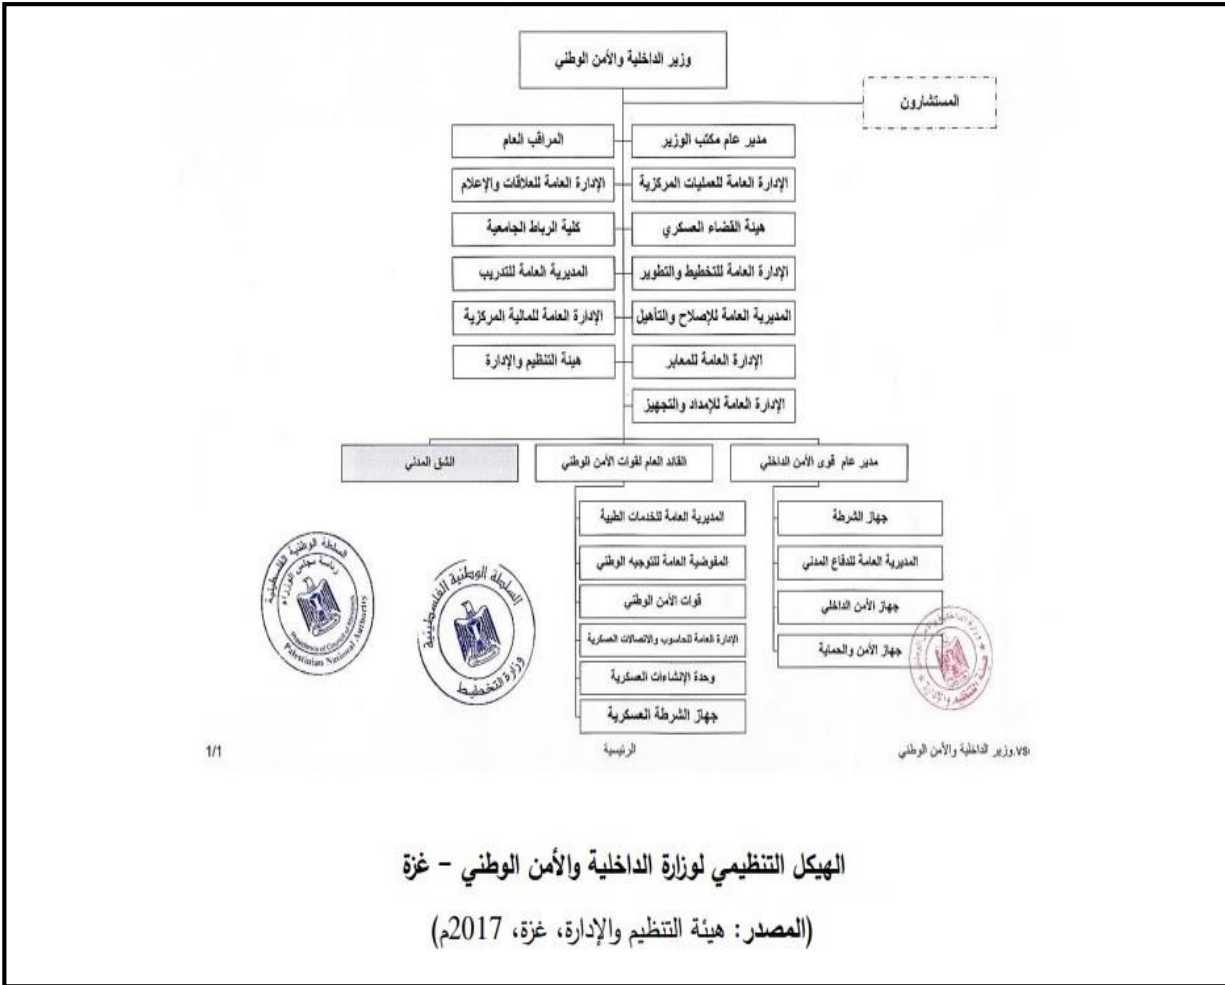 وزير الداخلية والأمن الوطني
المستشارون
مدير عام مكتب الوزير
المراقب العام
الإدارة العامة للعمليات المركزية
الإدارة العامة للعلاقات والإعلام
هيئة القضاء العسكري
كلية الرباط الجامعية
الإدارة العامة للتخطيط والتطوير
المديرية العامة للتدريب
المديرية العامة للإصلاح والتأهيل
الإدارة العامة للمالية المركزية
الإدارة العامة للمعابر
هيئة التنظيم والإدارة
الإدارة العامة للإمداد والتجهيز
مدير عام قوى الأمن الداخلي
القائد العام لقوات الأمن الوطني
الشق المدني
جهاز الشرطة
المديرية العامة للدفاع المدني
جهاز الأمن الداخلي
جهاز الأمن والحماية
المديرية العامة للخدمات الطبية
المفوضية العامة للتوجيه الوطني
قوات الأمن الوطني
الإدارة العامة للحاسوب والاتصالات العسكرية
وحدة الإنشاءات العسكرية
جهاز الشرطة العسكرية
السلطة الوطنية الفلسطينية
وزارة التخطيط
السلطة الوطنية الفلسطينية
رئاسة مجلس الوزراء
Palestinian National Authority
هيئة التنظيم والإدارة
وزير الداخلية والأمن الوطني.vs
الرئيسية
1/1
الهيكل التنظيمي لوزارة الداخلية والأمن الوطني – غزة
(المصدر: هيئة التنظيم والإدارة، غزة، 2017م)